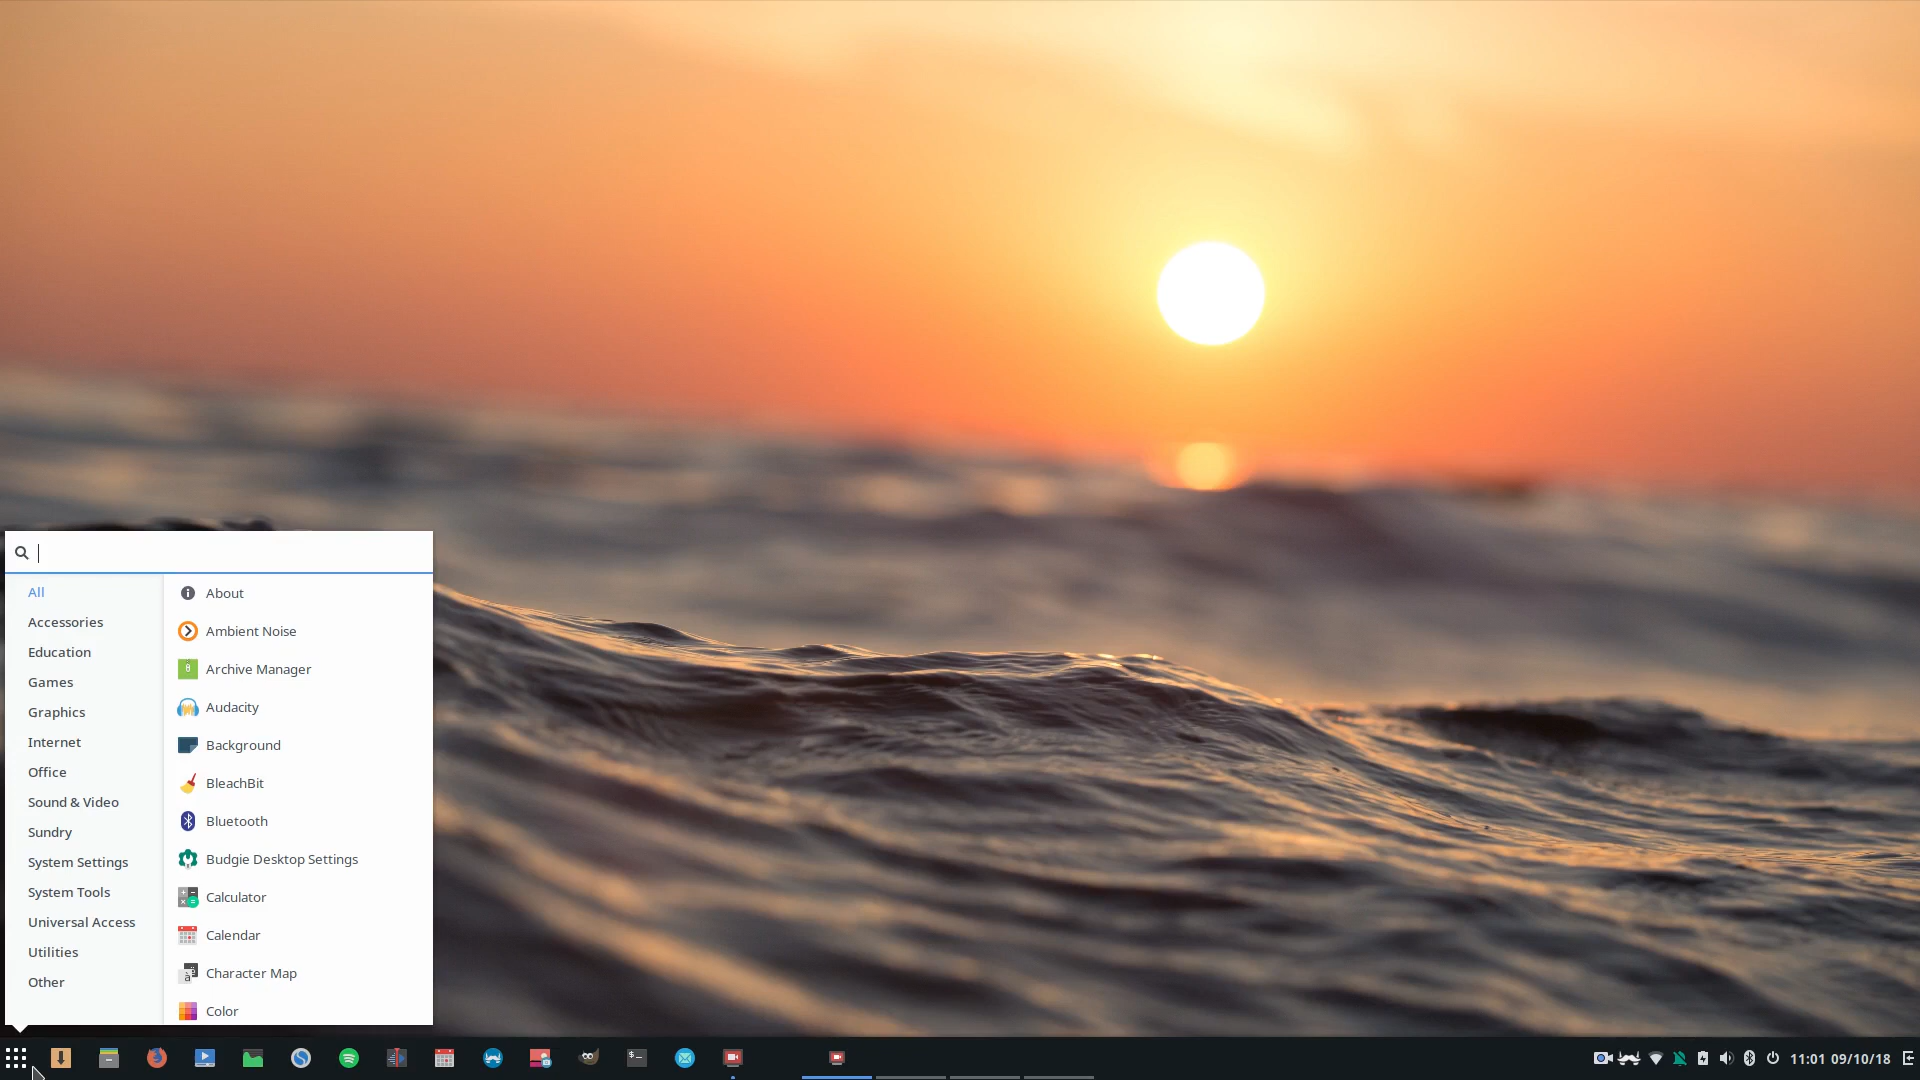 All
Accessories
Education
Games
Graphics
Internet
Office
Sound & Video
Sundry
System Settings
System Tools
Universal Access
Utilities
Other
About
Ambient Noise
Archive Manager
Audacity
Background
BleachBit
Bluetooth
Budgie Desktop Settings
Calculator
Calendar
Character Map
Color
11:01 09/10/18